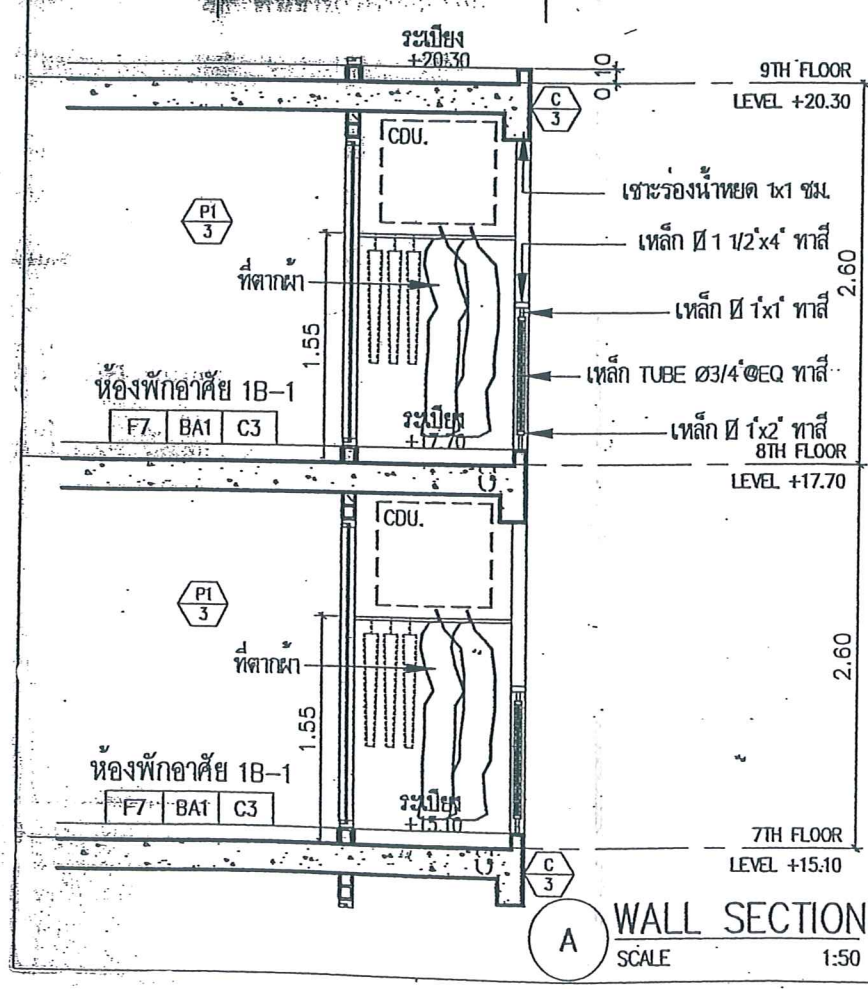 ระเบียง
+20.30
0.10
9TH FLOOR
LEVEL +20.30
C
3
CDU.
เซาะร่องน้ำหยด 1x1 ซม.
P1
3
เหล็ก ⍁ 1 1/2"x4" ทาสี
2.60
ที่ตากผ้า
1.55
เหล็ก ⍁ 1"x1" ทาสี
เหล็ก TUBE Ø3/4"@EQ ทาสี
ห้องพักอาศัย 1B-1
F7 BA1 C3
ระเบียง
+17.70
เหล็ก ⍁ 1"x2" ทาสี
8TH FLOOR
LEVEL +17.70
CDU.
P1
3
2.60
ที่ตากผ้า
1.55
ห้องพักอาศัย 1B-1
F7 BA1 C3
ระเบียง
+15.10
7TH FLOOR
LEVEL +15.10
C
3
A
WALL SECTION
SCALE 1:50